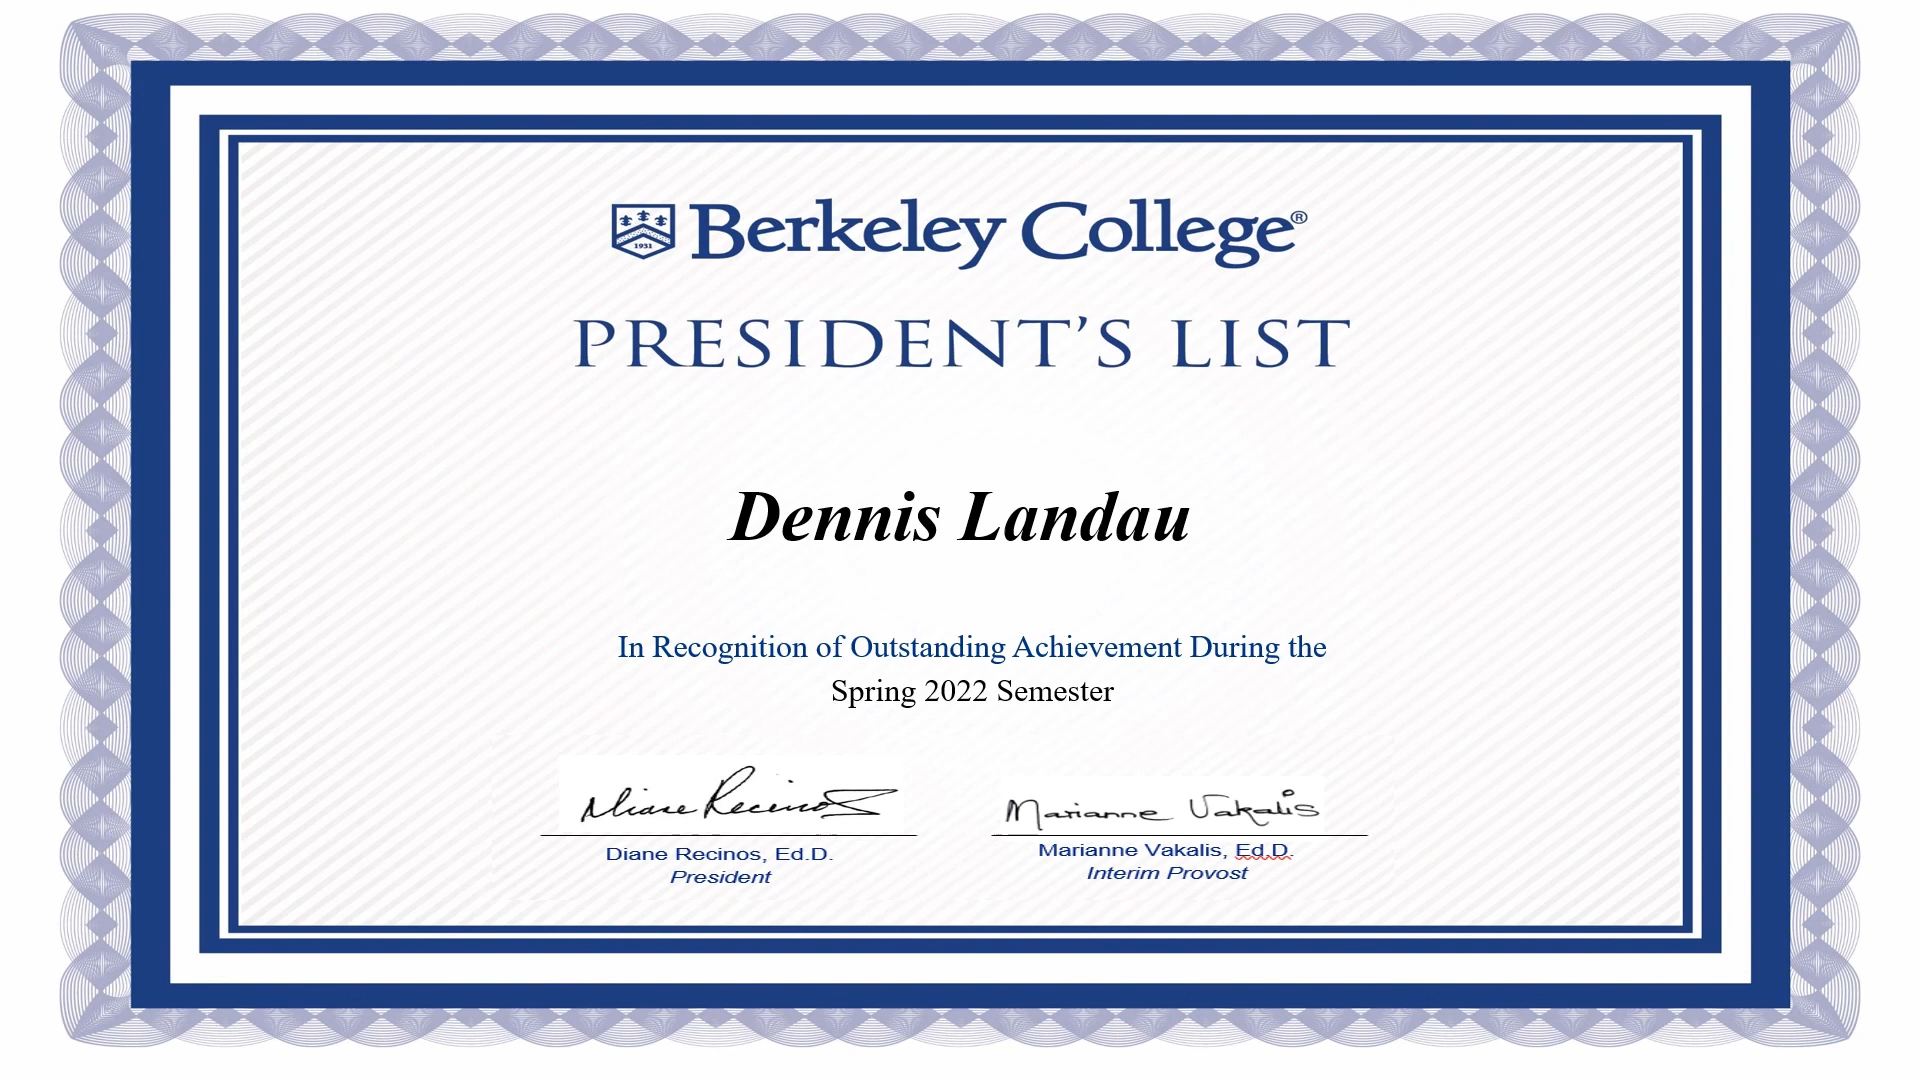 1931
Berkeley College®
PRESIDENT'S LIST
Dennis Landau
In Recognition of Outstanding Achievement During the
Spring 2022 Semester
Diane Recinos
Marianne Vakalis
Diane Recinos, Ed.D.
Marianne Vakalis, Ed.D.
President
Interim Provost